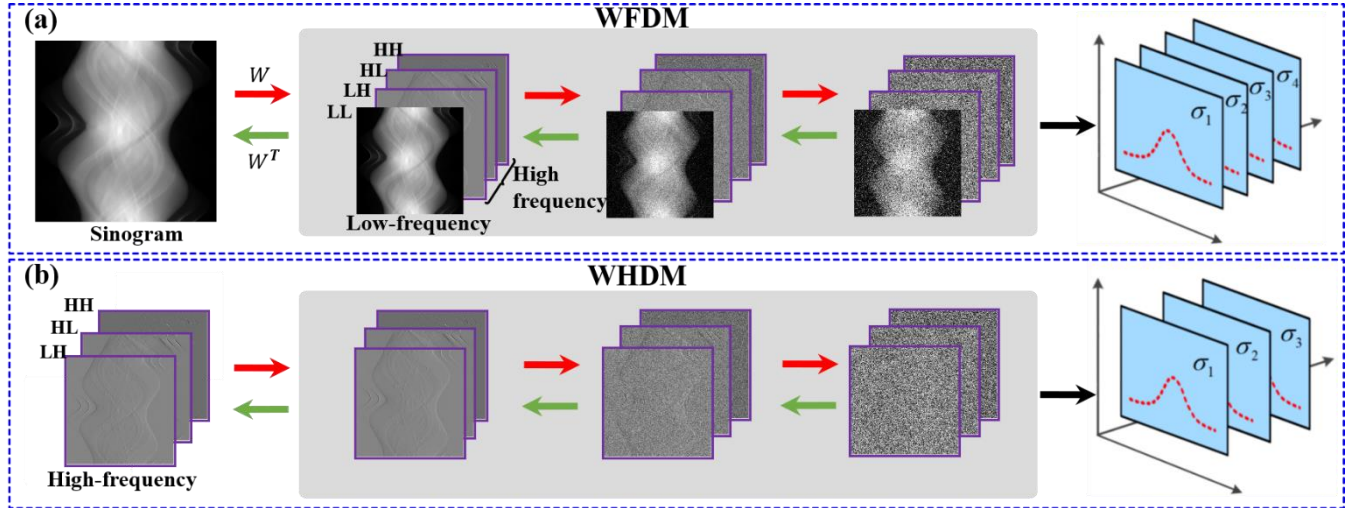 (a)
WFDM
W
W^T
Sinogram
HH
HL
LH
LL
High
frequency
Low-frequency
σ1
σ2
σ3
σ4
(b)
WHDM
HH
HL
LH
High-frequency
σ1
σ2
σ3